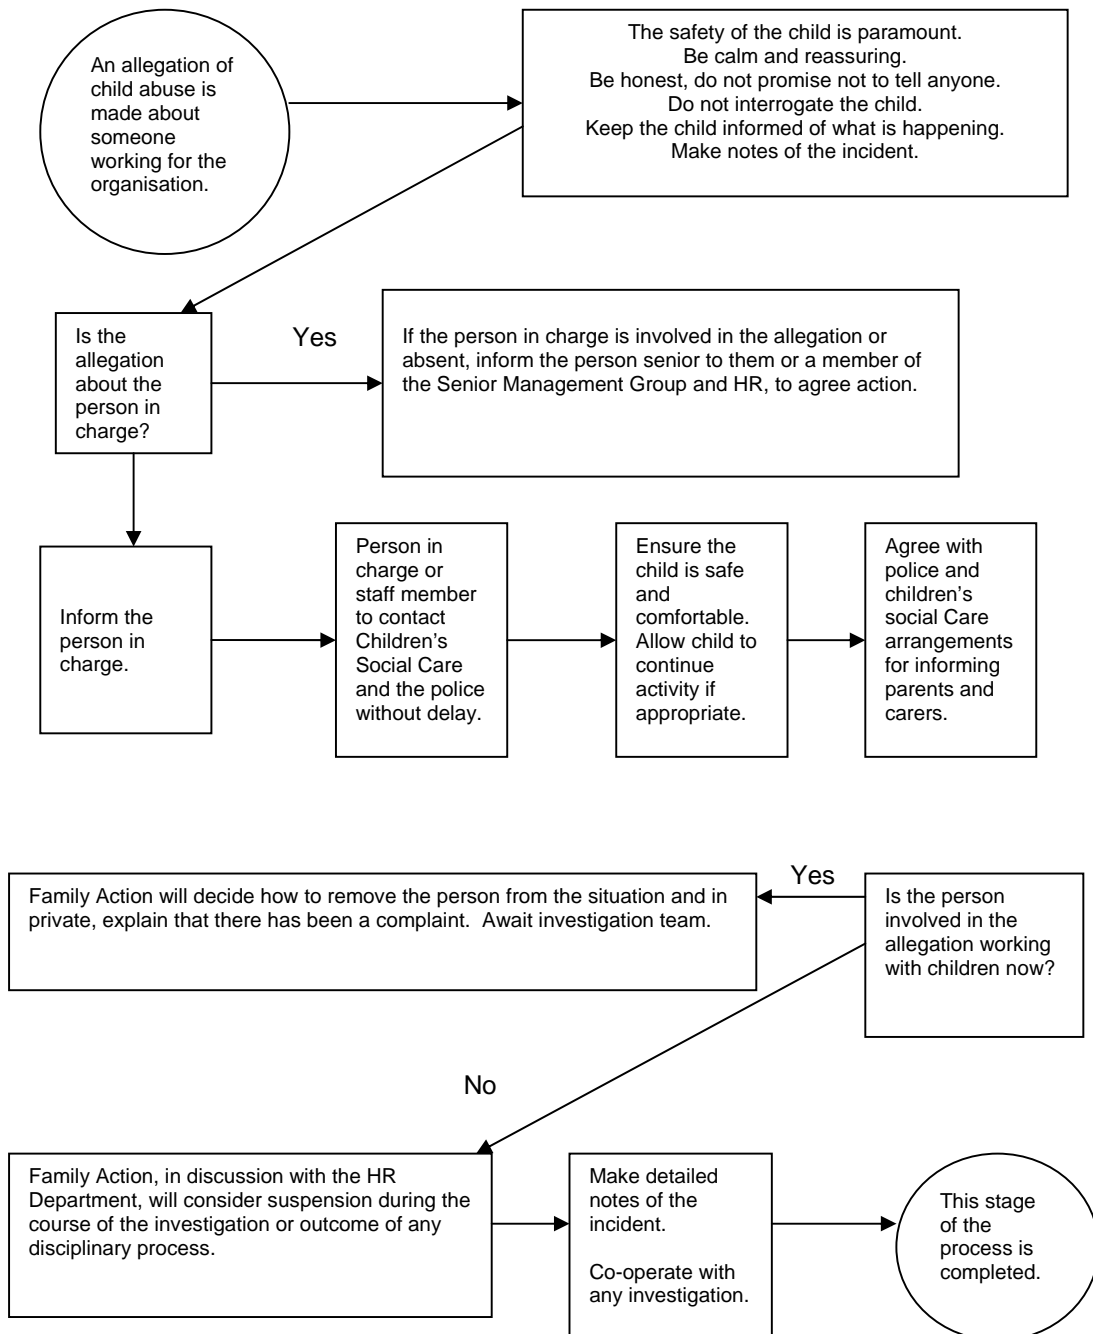 An allegation of
child abuse is
made about
someone
working for the
organisation.
The safety of the child is paramount.
Be calm and reassuring.
Be honest, do not promise not to tell anyone.
Do not interrogate the child.
Keep the child informed of what is happening.
Make notes of the incident.
Is the
allegation
about the
person in
charge?
Yes
If the person in charge is involved in the allegation or
absent, inform the person senior to them or a member of
the Senior Management Group and HR, to agree action.
Inform the
person in
charge.
Person in
charge or
staff member
to contact
Children's
Social Care
and the police
without delay.
Ensure the
child is safe
and
comfortable.
Allow child to
continue
activity if
appropriate.
Agree with
police and
children's
social Care
arrangements
for informing
parents and
carers.
Is the person
involved in the
allegation working
with children now?
Yes
Family Action will decide how to remove the person from the situation and in
private, explain that there has been a complaint.  Await investigation team.
No
Family Action, in discussion with the HR
Department, will consider suspension during the
course of the investigation or outcome of any
disciplinary process.
Make detailed
notes of the
incident.
Co-operate with
any investigation.
This stage
of the
process is
completed.